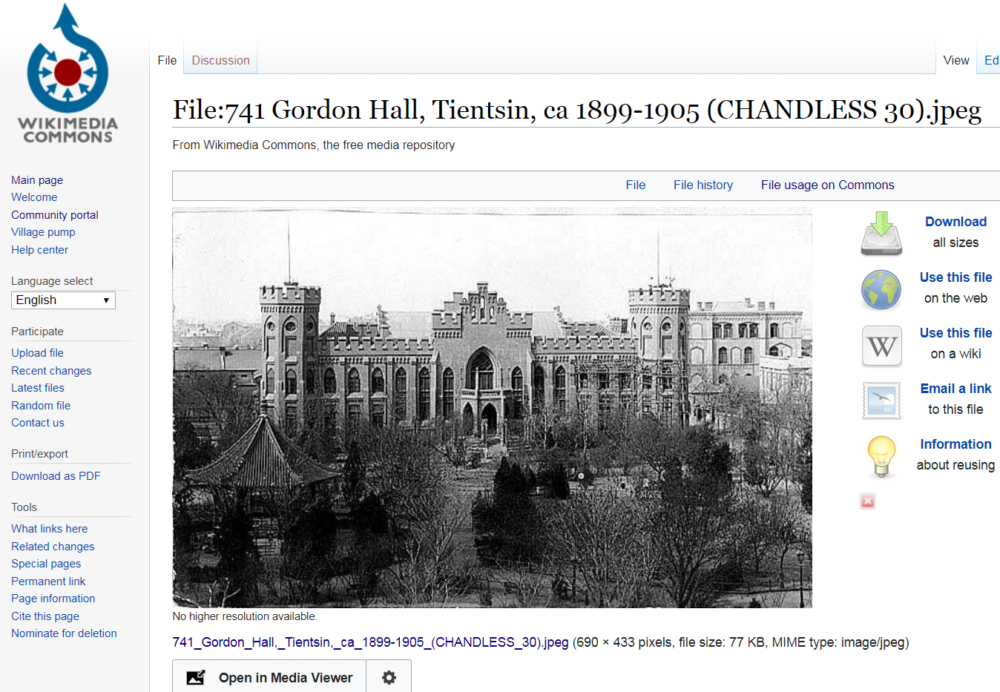 WIKIMEDIA
COMMONS
Main page
Welcome
Community portal
Village pump
Help center
Language select
English
Participate
Upload file
Recent changes
Latest files
Random file
Contact us
Print/export
Download as PDF
Tools
What links here
Related changes
Special pages
Permanent link
Page information
Cite this page
Nominate for deletion
File Discussion View Ed
File:741 Gordon Hall, Tientsin, ca 1899-1905 (CHANDLESS 30).jpeg
From Wikimedia Commons, the free media repository
File File history File usage on Commons
Download
all sizes
Use this file
on the web
W
Use this file
on a wiki
Email a link
to this file
Information
about reusing
No higher resolution available.
741_Gordon_Hall,_Tientsin,_ca_1899-1905_(CHANDLESS_30).jpeg (690 × 433 pixels, file size: 77 KB, MIME type: image/jpeg)
Open in Media Viewer